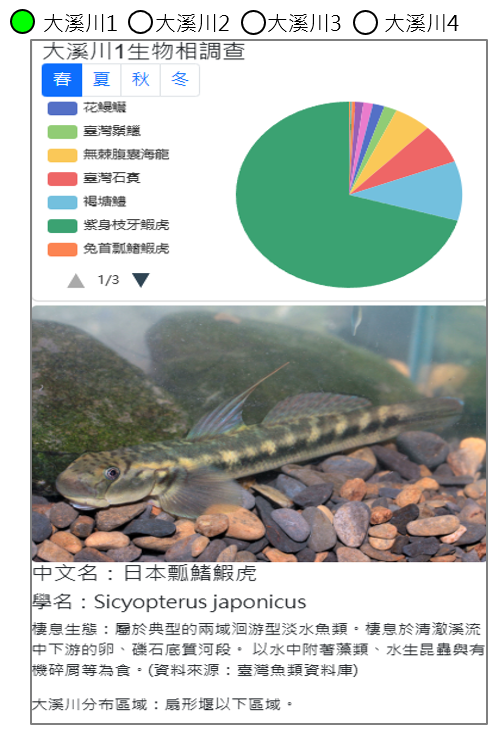 大溪川1 大溪川2 大溪川3 大溪川4
大溪川1生物相調查
春 夏 秋 冬
花鰻鱺
臺灣鬚鱲
無棘腹囊海龍
臺灣石𩼧
褐塘鱧
紫身枝牙鰕虎
兔首瓢鰭鰕虎
1/3
中文名：日本瓢鰭鰕虎
學名：Sicyopterus japonicus
棲息生態：屬於典型的兩域洄游型淡水魚類。棲息於清澈溪流
中下游的卵、礫石底質河段。 以水中附著藻類、水生昆蟲與有
機碎屑等為食。(資料來源：臺灣魚類資料庫)
大溪川分布區域：扇形堰以下區域。